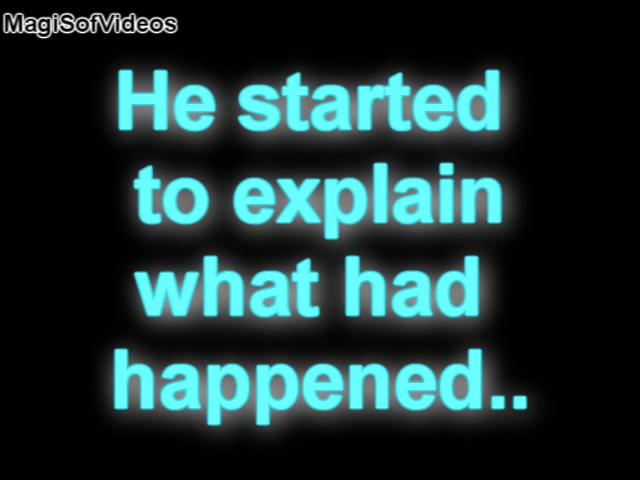 MagiSofVideos
He started
to explain
what had
happened..